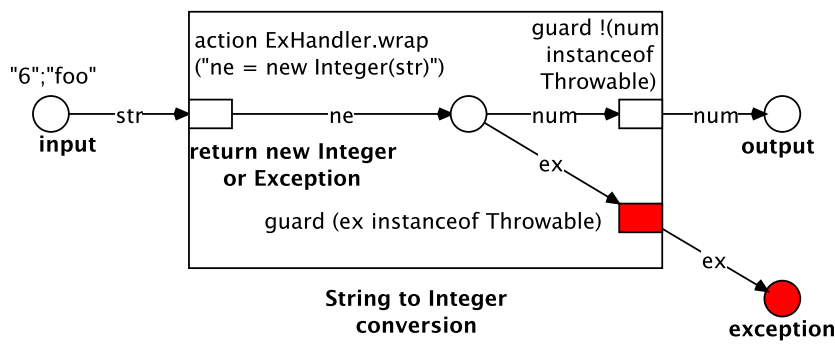 "6";"foo"
input
str
action ExHandler.wrap
("ne = new Integer(str)")
return new Integer
or Exception
ne
guard !(num
instanceof
Throwable)
num
num
output
ex
guard (ex instanceof Throwable)
ex
exception
String to Integer
conversion